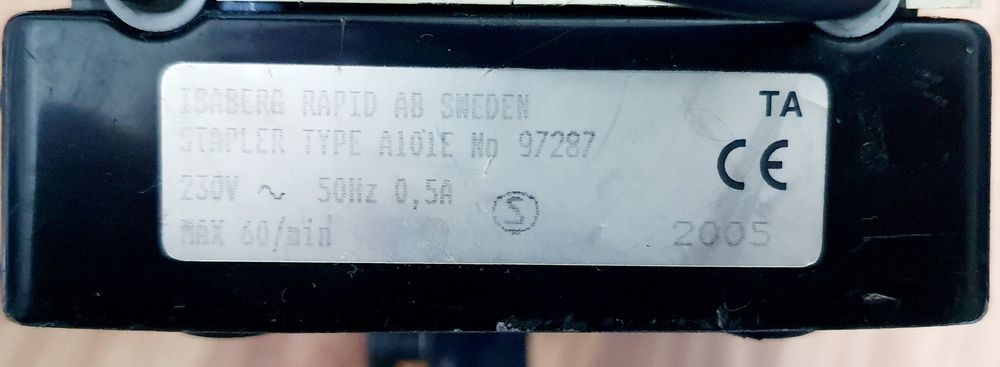 ISABERG RAPID AB SWEDEN
TA
STAPLER TYPE A101E No 97287
CE
230V ~ 50Hz 0,5A
S
MAX 60/min
2005